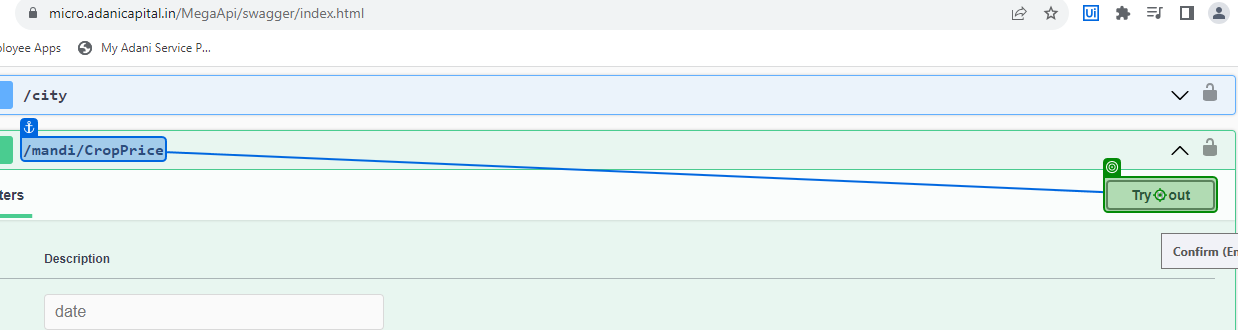 micro.adanicapital.in/MegaApi/swagger/index.html
Ui
ployee Apps My Adani Service P...
/city
/mandi/CropPrice
Try out
ters
Confirm (En
Description
date